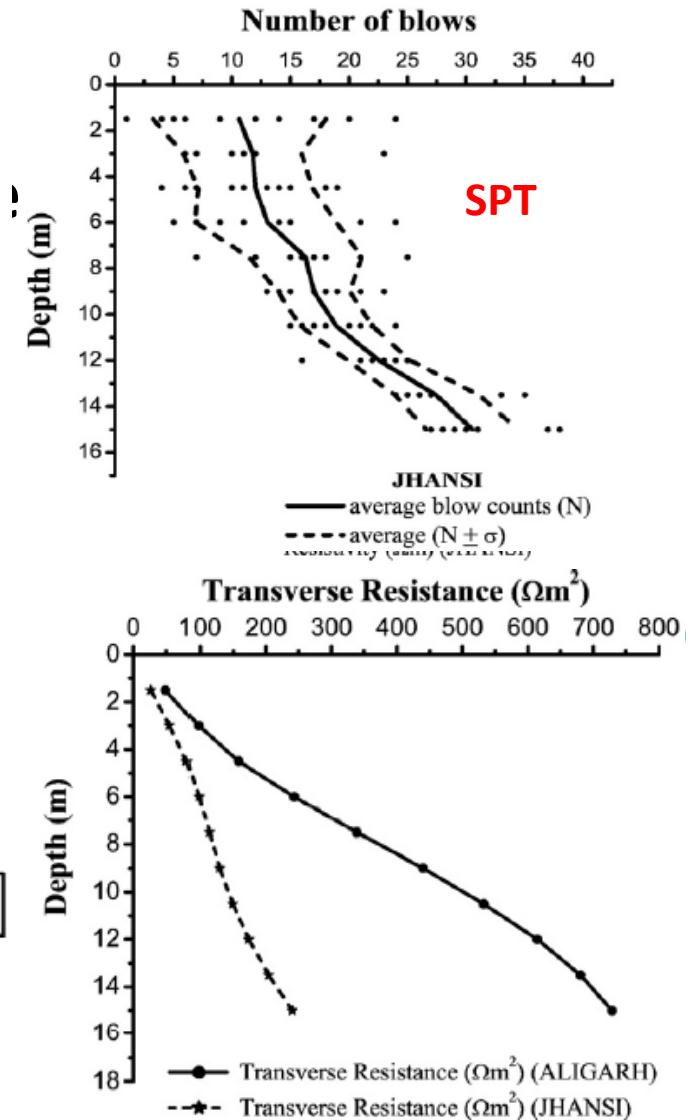 Number of blows
0 5 10 15 20 25 30 35 40
0
2
4
6
8
10
12
14
16
Depth (m)
SPT
JHANSI
average blow counts (N)
average (N ± σ)
Transverse Resistance (Ωm²)
0 100 200 300 400 500 600 700 800
0
2
4
6
8
10
12
14
16
18
Depth (m)
Transverse Resistance (Ωm²) (ALIGARH)
Transverse Resistance (Ωm²) (JHANSI)